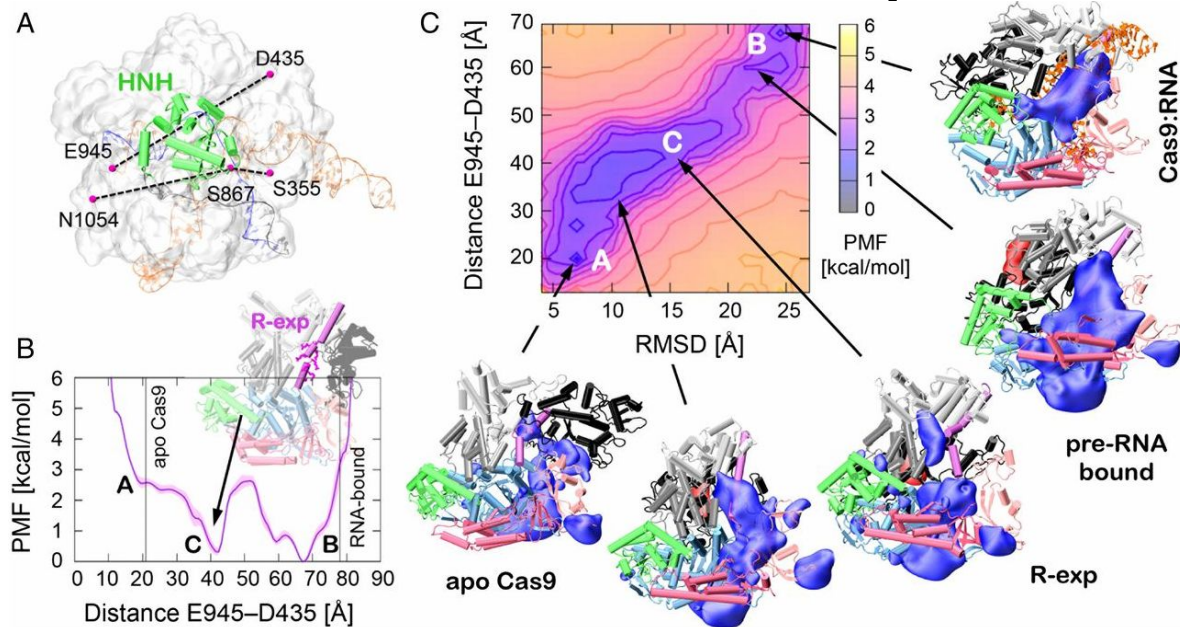 A
D435
HNH
E945
S867
S355
N1054
B
R-exp
PMF [kcal/mol]
6
5
4
3
2
1
0
apo Cas9
RNA-bound
A
C
B
0 10 20 30 40 50 60 70 80 90
Distance E945–D435 [Å]
C
Distance E945–D435 [Å]
70
60
50
40
30
20
B
C
A
5 10 15 20 25
RMSD [Å]
6
5
4
3
2
1
0
PMF
[kcal/mol]
Cas9:RNA
pre-RNA
bound
R-exp
apo Cas9